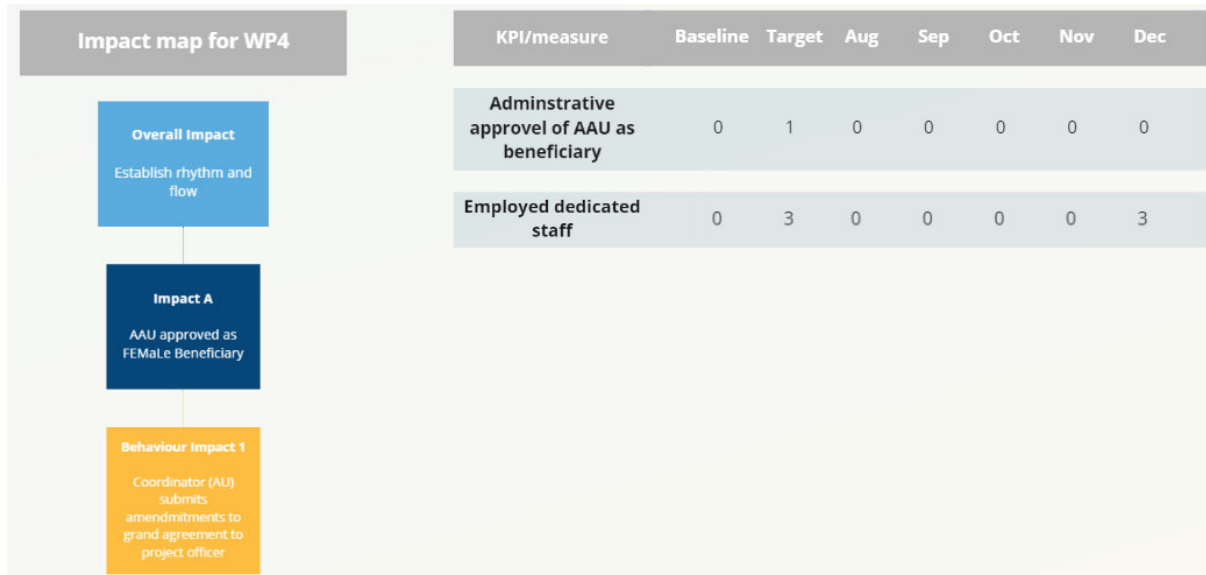 Impact map for WP4
Overall Impact
Establish rhythm and
flow
Impact A
AAU approved as
FEMaLe Beneficiary
Behaviour Impact 1
Coordinator (AU)
submits
amendmitments to
grand agreement to
project officer
KPI/measure Baseline Target Aug Sep Oct Nov Dec
Adminstrative
approvel of AAU as
beneficiary
0 1 0 0 0 0 0
Employed dedicated
staff
0 3 0 0 0 0 3